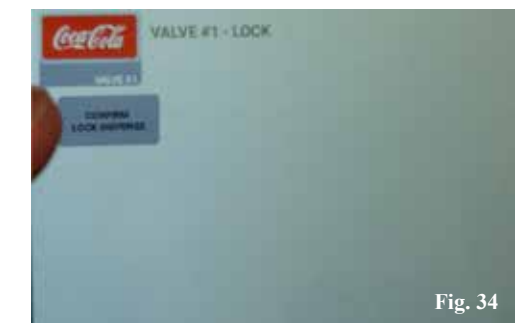 Coca-Cola
VALVE #1 - LOCK
VALVE #1
CONFIRM
LOCK DISPENSE
Fig. 34